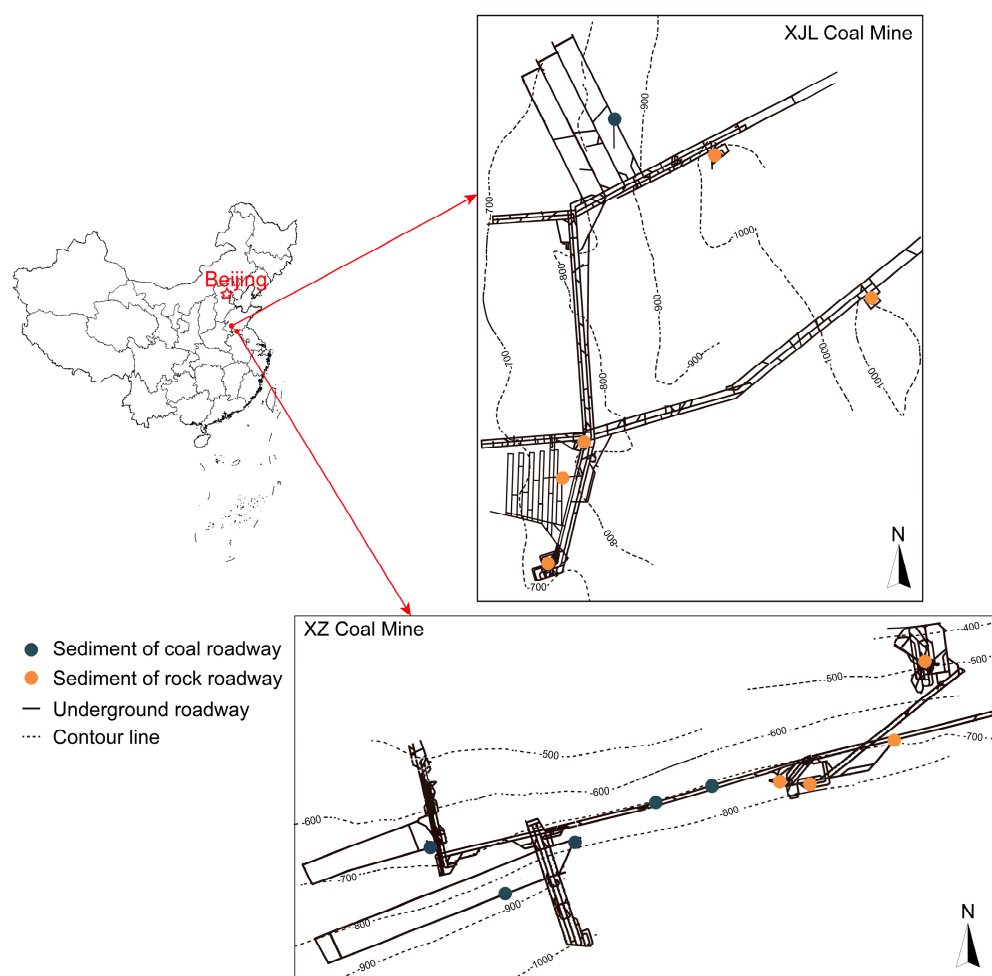 XJL Coal Mine
-900
-700
-1000
-800
-900
-700
-800
-900
-1000
-1000
-800
-700
N
Beijing
XZ Coal Mine
Sediment of coal roadway
Sediment of rock roadway
Underground roadway
Contour line
-400
-500
-500
-600
-700
-500
-600
-600
-800
-700
-900
-800
-900
-1000
N